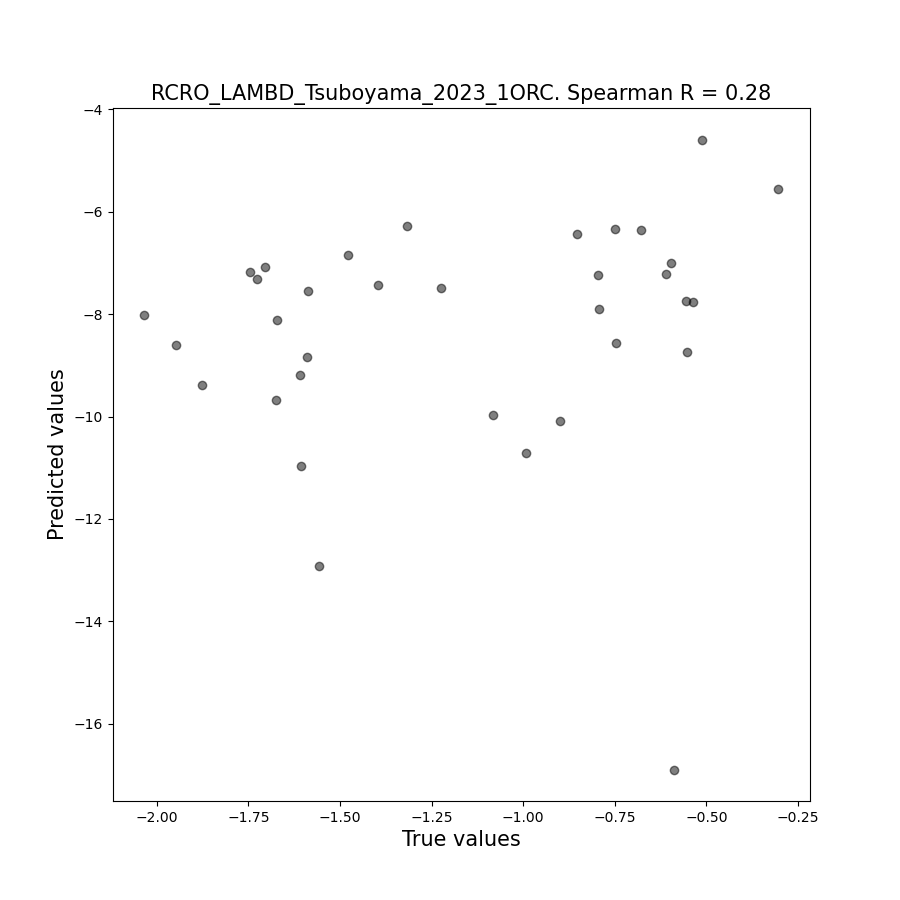 RCRO_LAMBD_Tsuboyama_2023_1ORC. Spearman R = 0.28
−4
−6
−8
−10
−12
−14
−16
Predicted values
−2.00 −1.75 −1.50 −1.25 −1.00 −0.75 −0.50 −0.25
True values